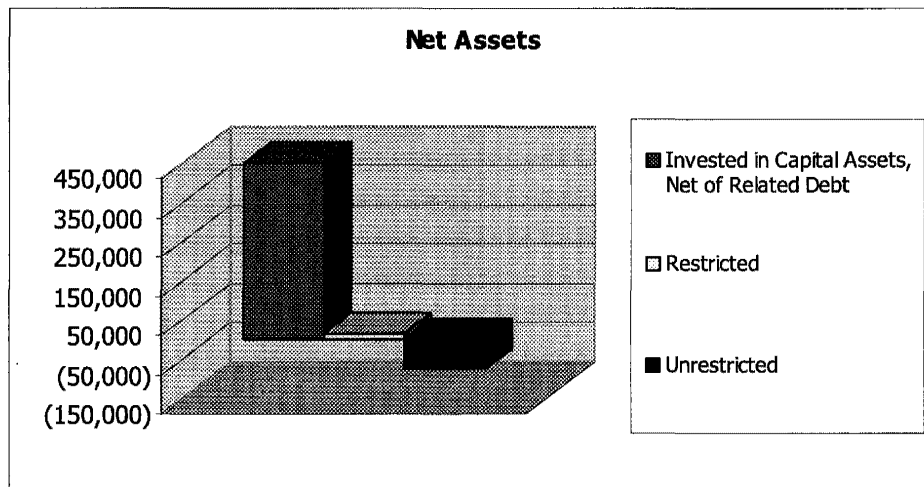 Net Assets
450,000
350,000
250,000
150,000
50,000
(50,000)
(150,000)
Invested in Capital Assets,
Net of Related Debt
Restricted
Unrestricted